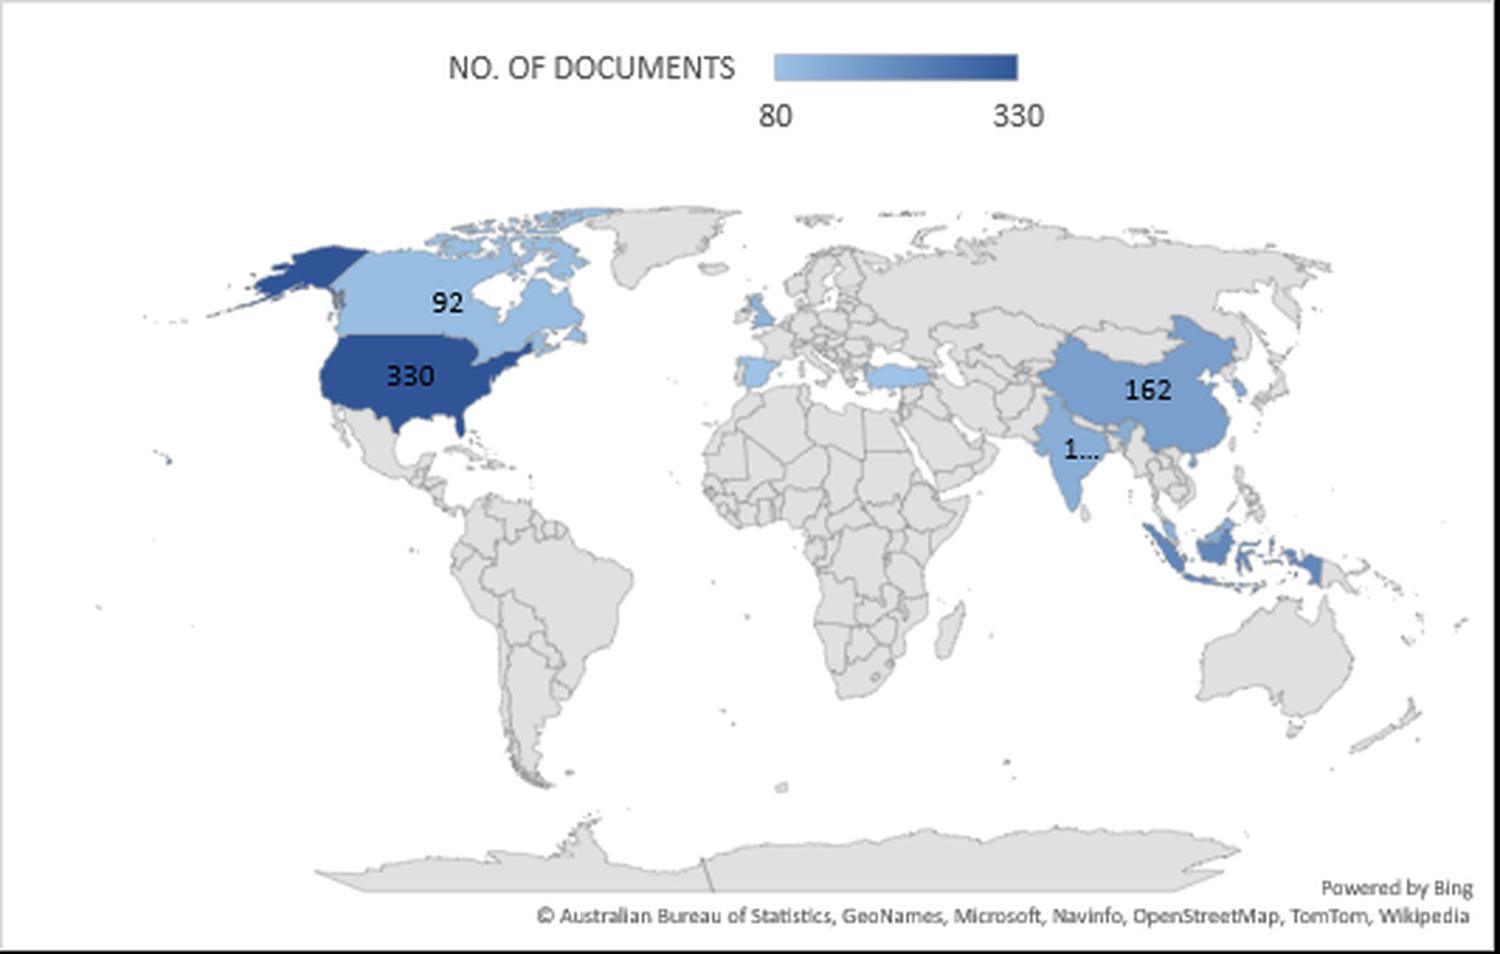 NO. OF DOCUMENTS
80 330
92
330
162
1...
Powered by Bing
© Australian Bureau of Statistics, GeoNames, Microsoft, Navinfo, OpenStreetMap, TomTom, Wikipedia